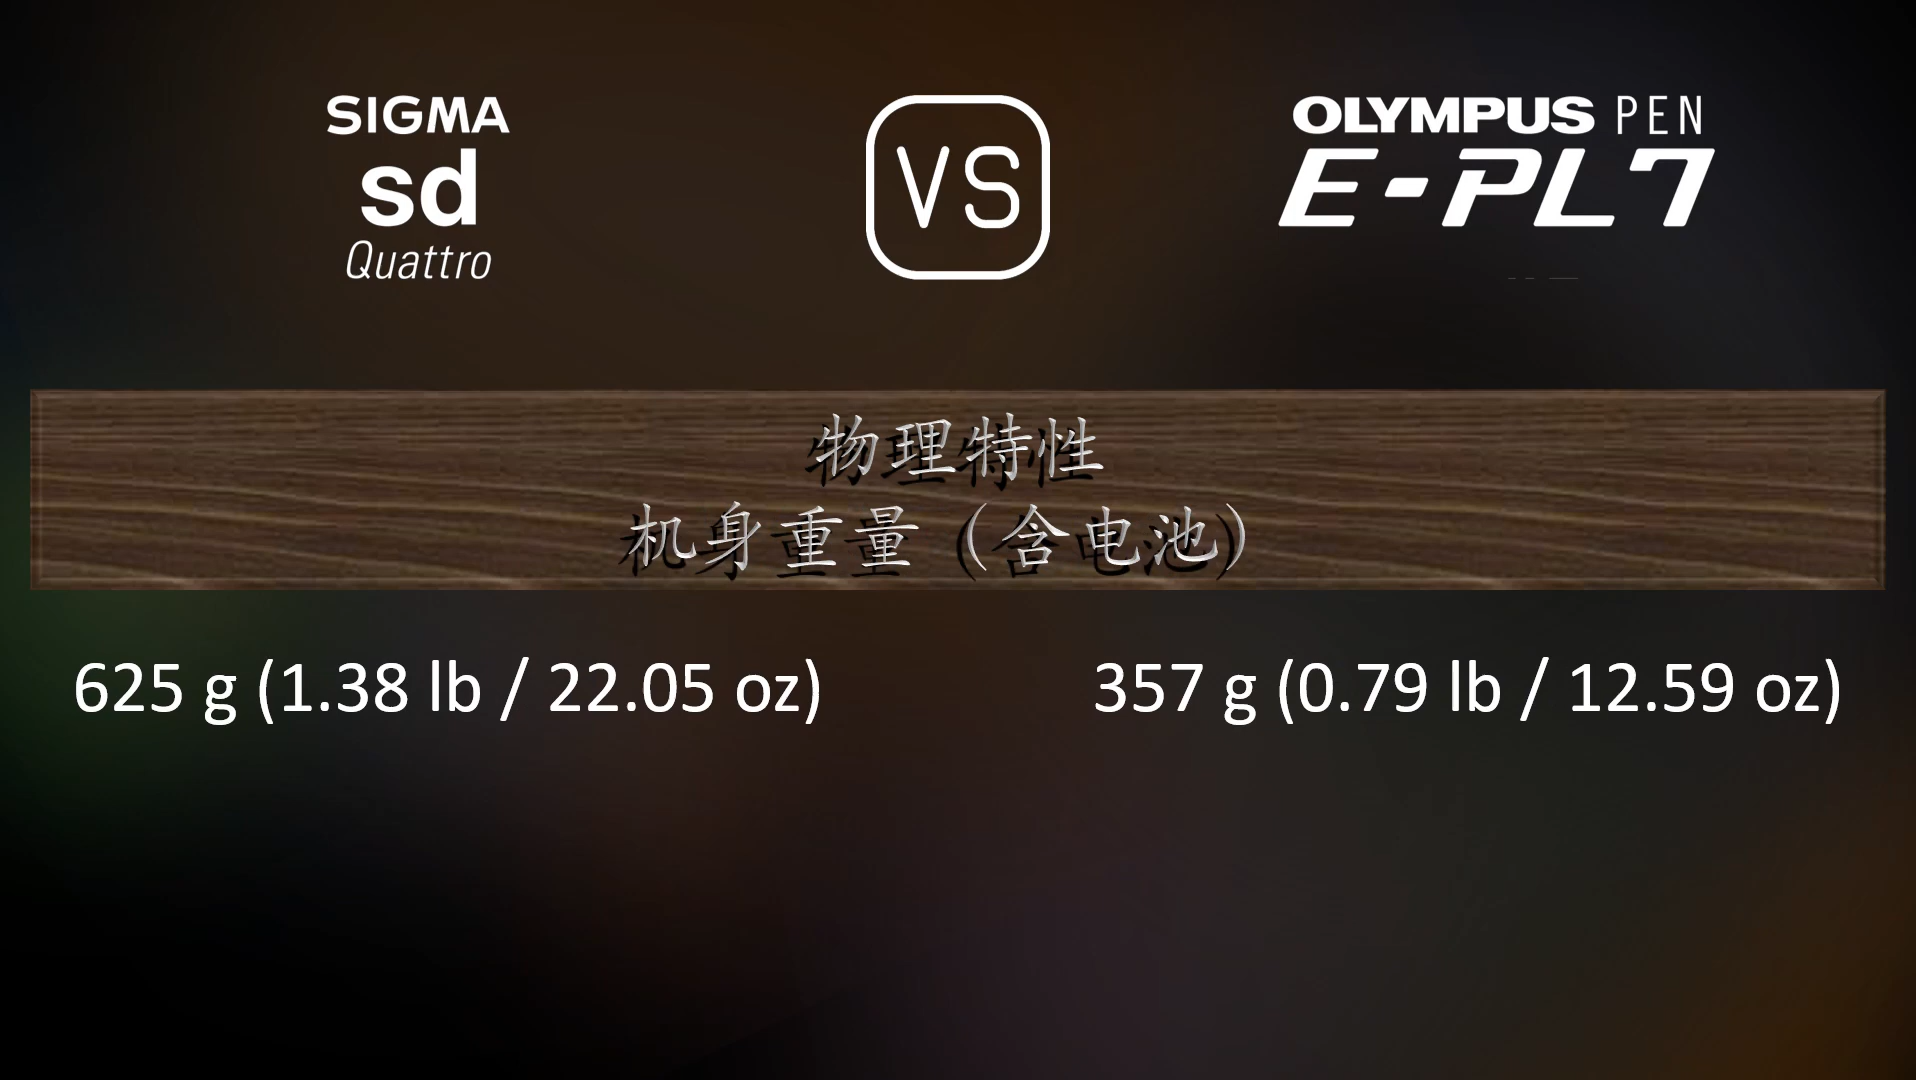 SIGMA
sd
Quattro
VS
OLYMPUS PEN
E-PL7
物理特性
机身重量（含电池）
625 g (1.38 lb / 22.05 oz)
357 g (0.79 lb / 12.59 oz)